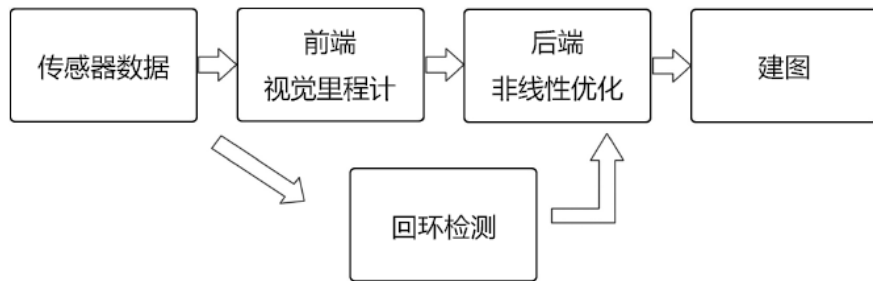 传感器数据
前端
视觉里程计
后端
非线性优化
建图
回环检测